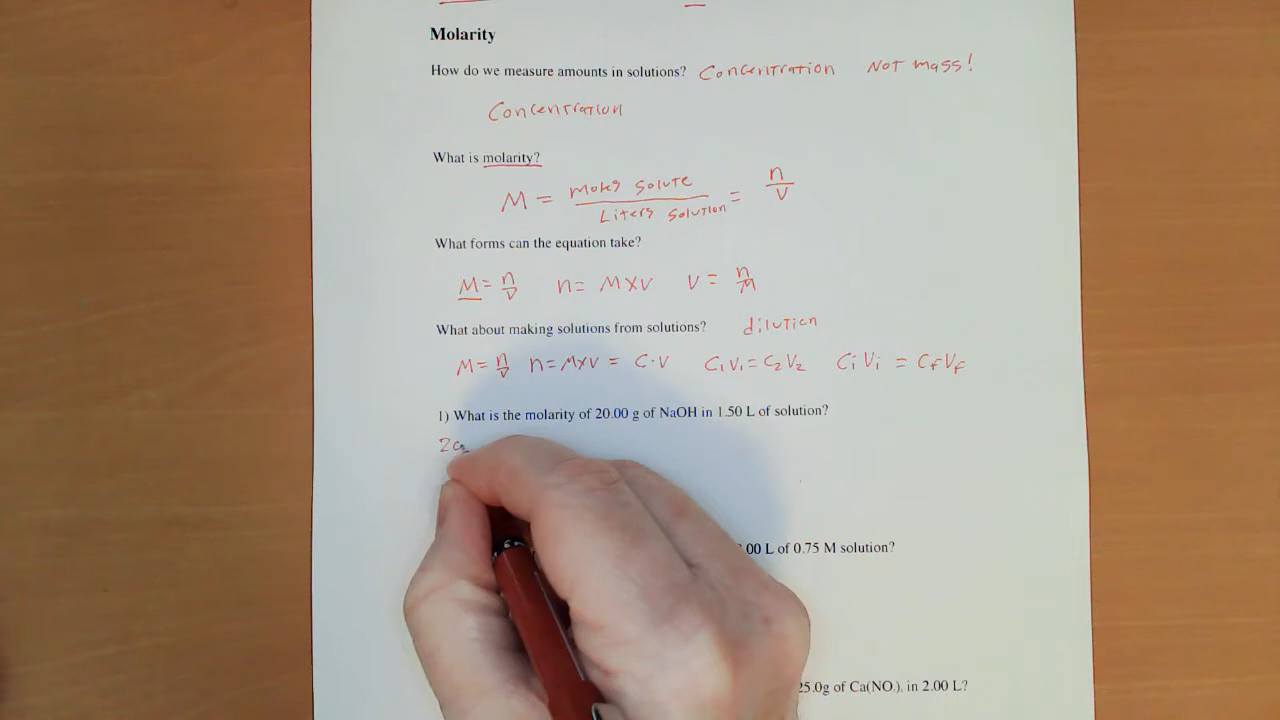 Molarity
How do we measure amounts in solutions? Concentration Not mass!
Concentration
What is molarity?
M = moles solute / Liters solution = n / V
What forms can the equation take?
M = n/V n = M×V V = n/M
What about making solutions from solutions? dilution
M = n/V n = M×V = C·V C₁V₁ = C₂V₂ CᵢVᵢ = CfVf
1) What is the molarity of 20.00 g of NaOH in 1.50 L of solution?
00 L of 0.75 M solution?
25.0g of Ca(NO₃)₂ in 2.00 L?